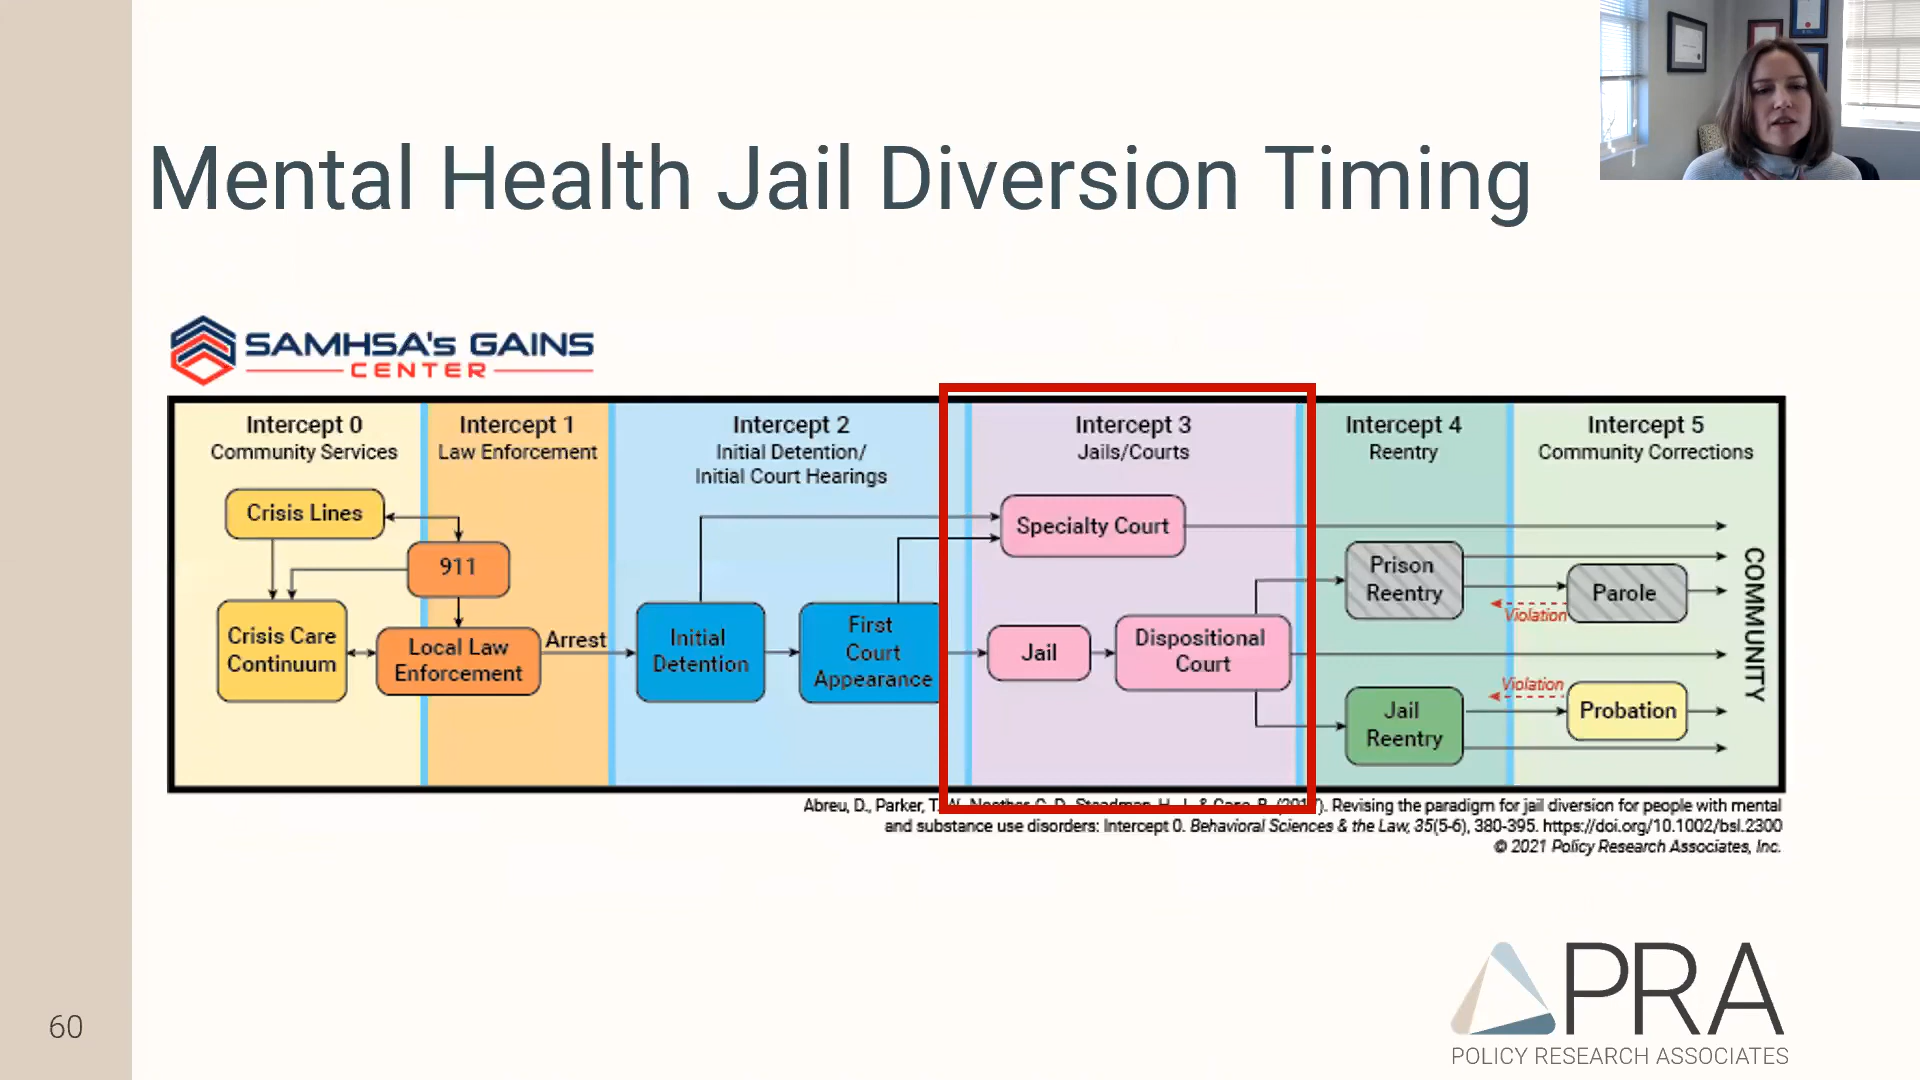 Mental Health Jail Diversion Timing
SAMHSA's GAINS
CENTER
Intercept 0
Community Services
Intercept 1
Law Enforcement
Intercept 2
Initial Detention/
Initial Court Hearings
Intercept 3
Jails/Courts
Intercept 4
Reentry
Intercept 5
Community Corrections
Crisis Lines
911
Crisis Care
Continuum
Local Law
Enforcement
Arrest
Initial
Detention
First
Court
Appearance
Specialty Court
Jail
Dispositional
Court
Prison
Reentry
Parole
Violation
Jail
Reentry
Violation
Probation
COMMUNITY
Abreu, D., Parker, T. Steadman, H. J. & Case, B. Revising the paradigm for jail diversion for people with mental
and substance use disorders: Intercept 0. Behavioral Sciences & the Law, 35(5-6), 380-395. https://doi.org/10.1002/bsl.2300
© 2021 Policy Research Associates, Inc.
PRA
POLICY RESEARCH ASSOCIATES
60